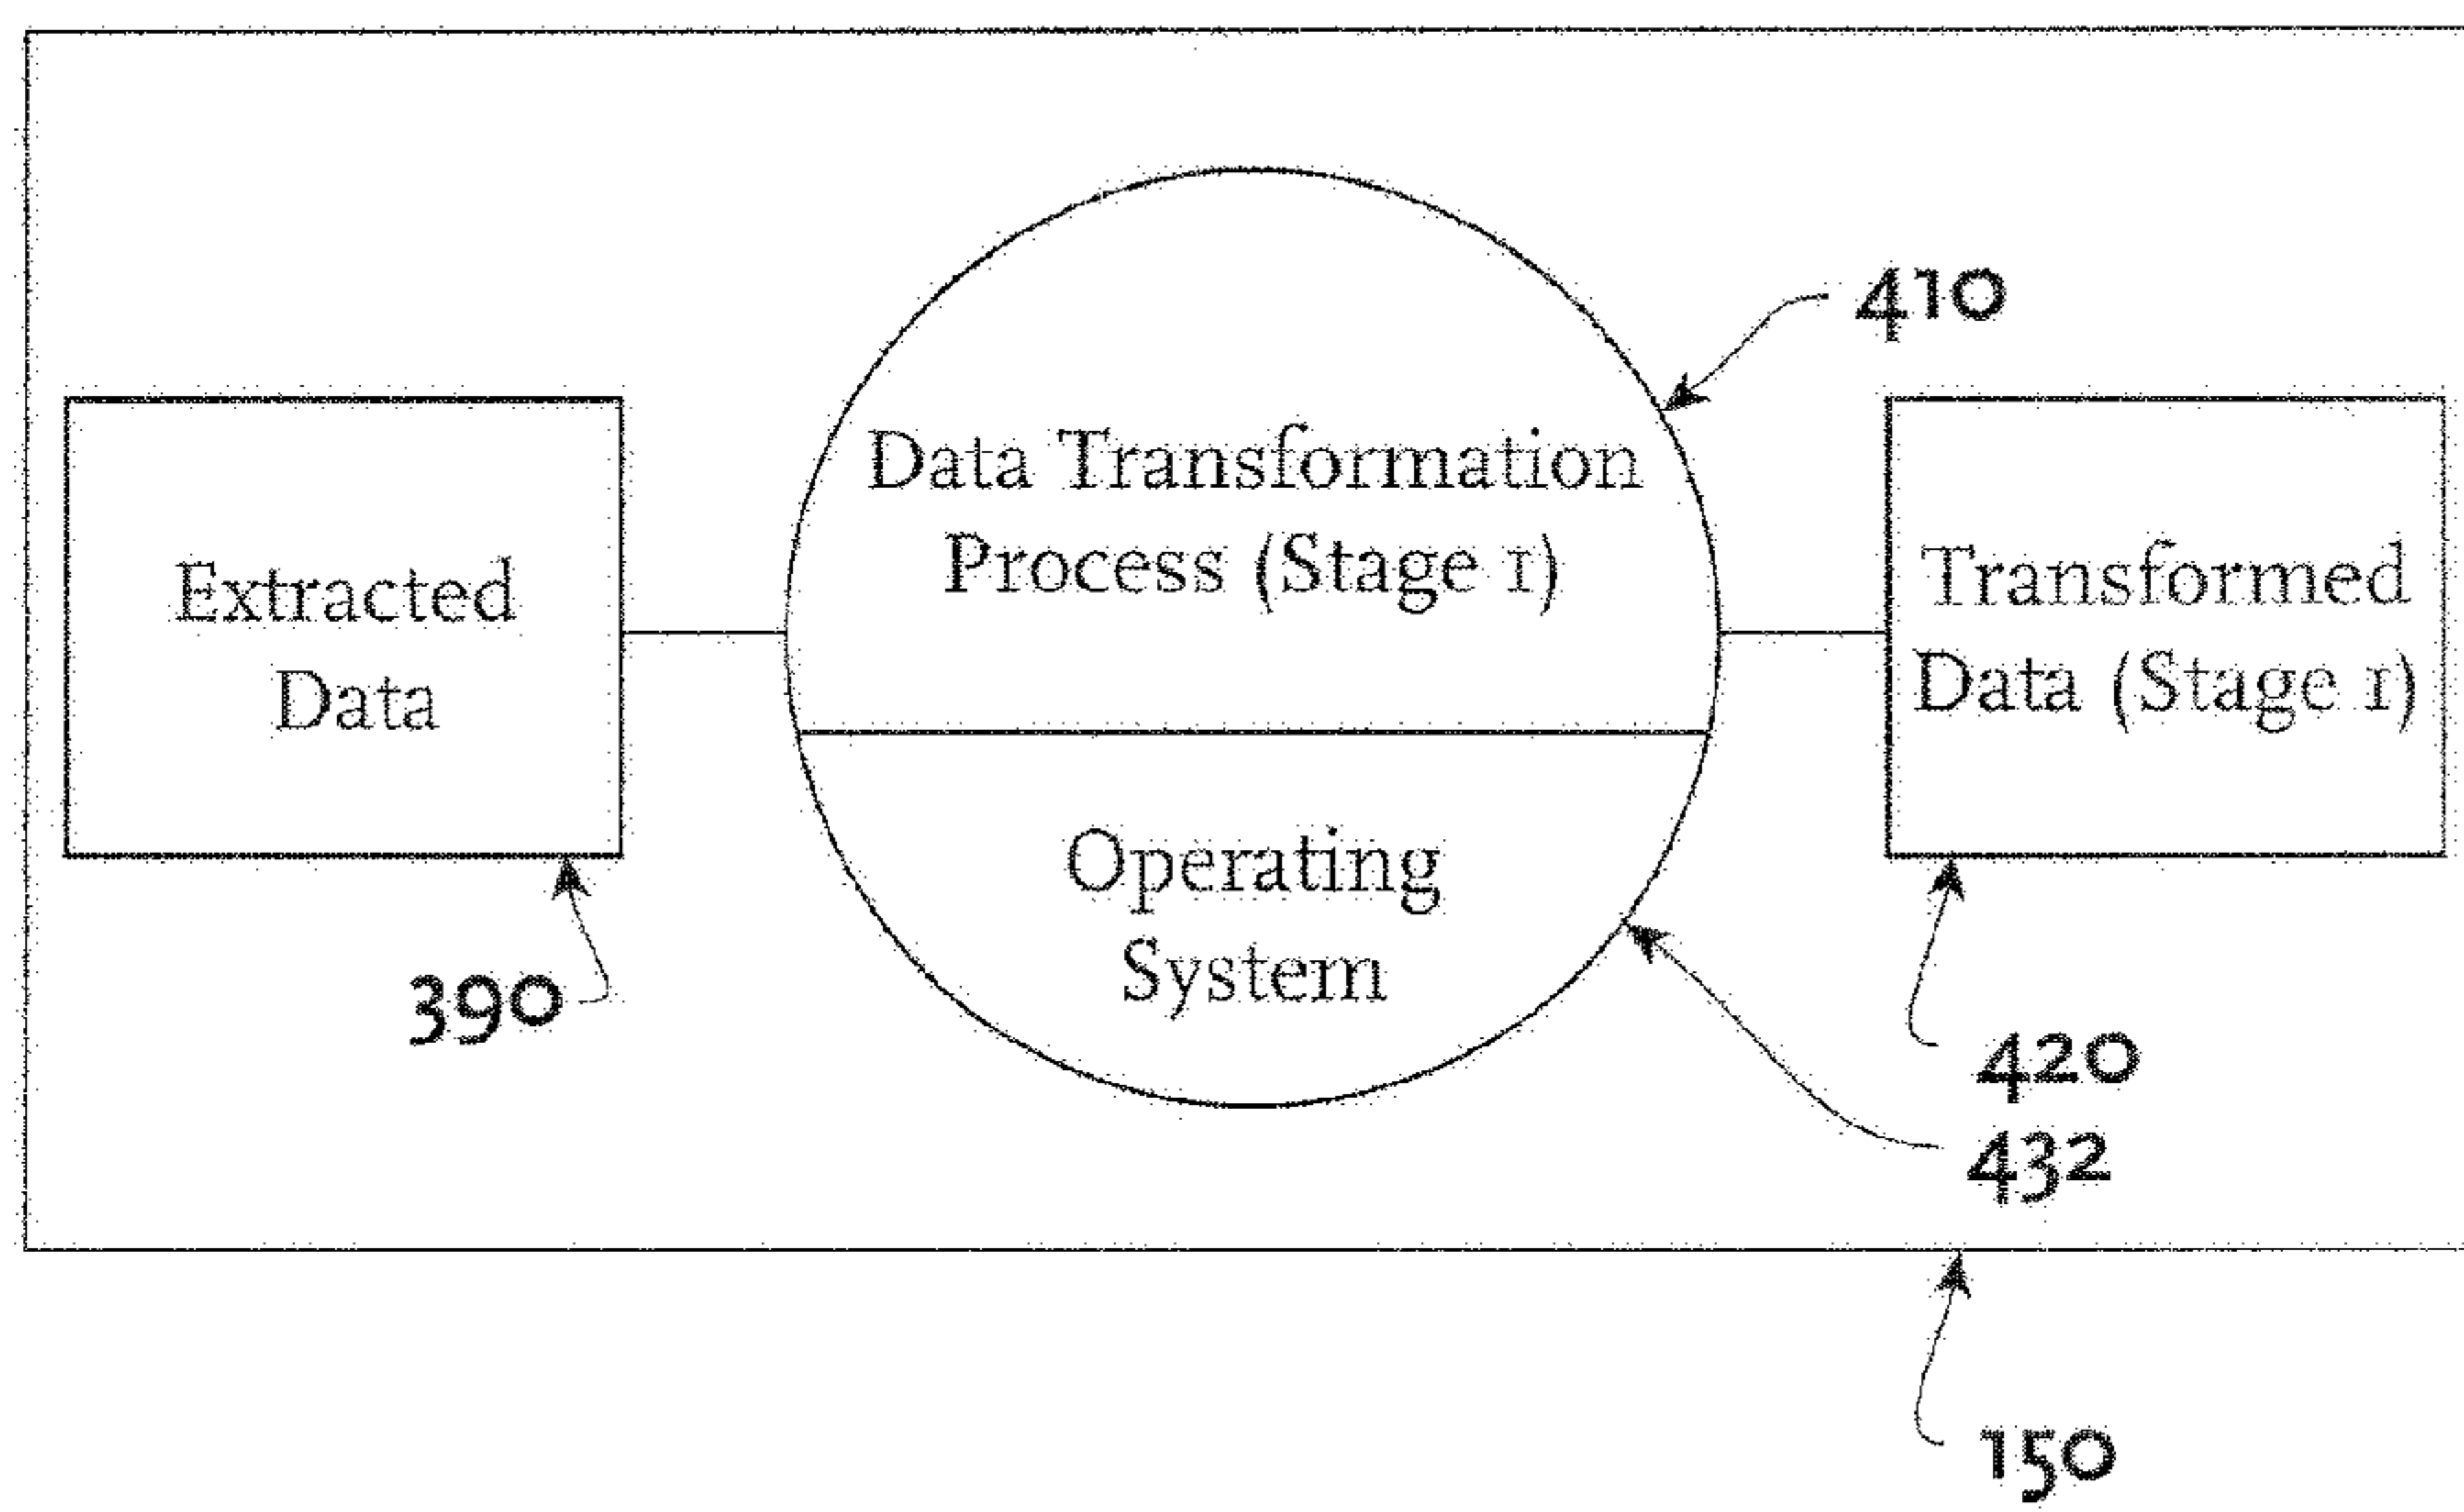 410
Data Transformation
Process (Stage 1)
Extracted
Data
Transformed
Data (Stage 1)
Operating
System
390
420
432
150